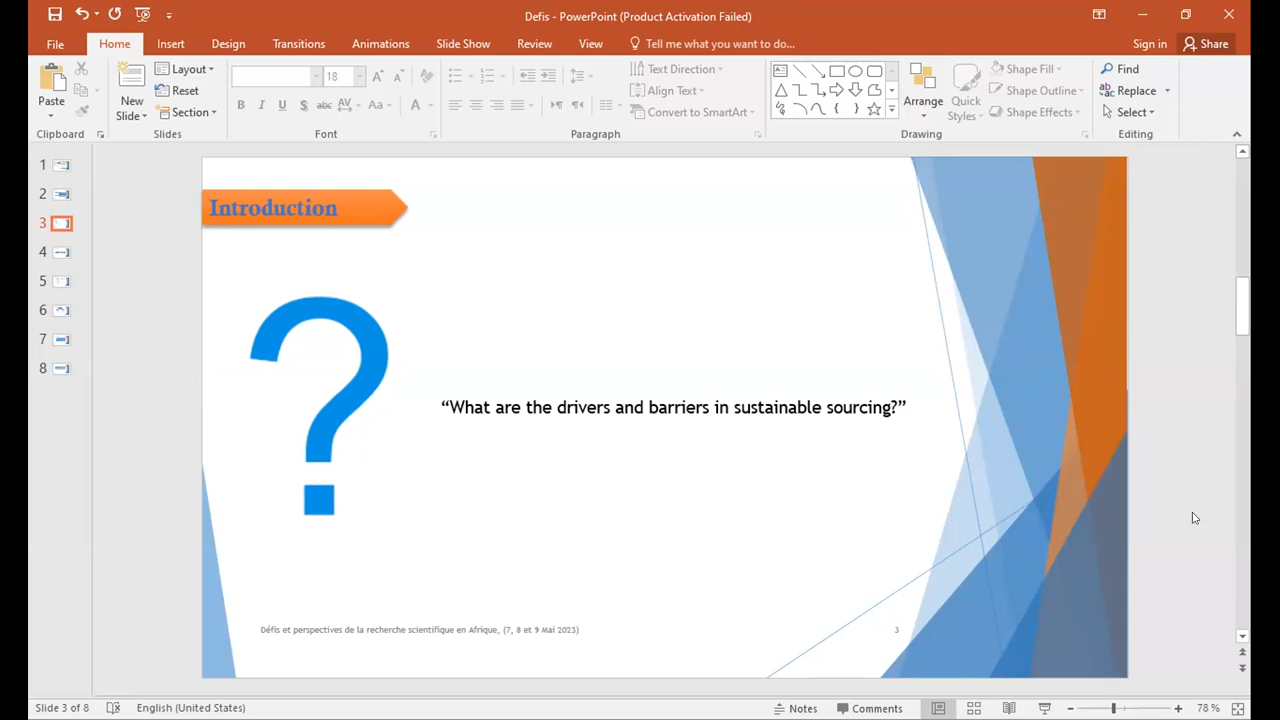 Defis - PowerPoint (Product Activation Failed)
File Home Insert Design Transitions Animations Slide Show Review View Tell me what you want to do... Sign in Share
Paste
Clipboard
New Slide
Layout
Reset
Section
Slides
18
B I U S abc AV Aa A
Font
Text Direction
Align Text
Convert to SmartArt
Paragraph
Arrange
Quick Styles
Shape Fill
Shape Outline
Shape Effects
Drawing
Find
Replace
Select
Editing
1
2
3
4
5
6
7
8
Introduction
?
“What are the drivers and barriers in sustainable sourcing?”
Défis et perspectives de la recherche scientifique en Afrique, (7, 8 et 9 Mai 2023) 3
Slide 3 of 8 English (United States) Notes Comments 78 %